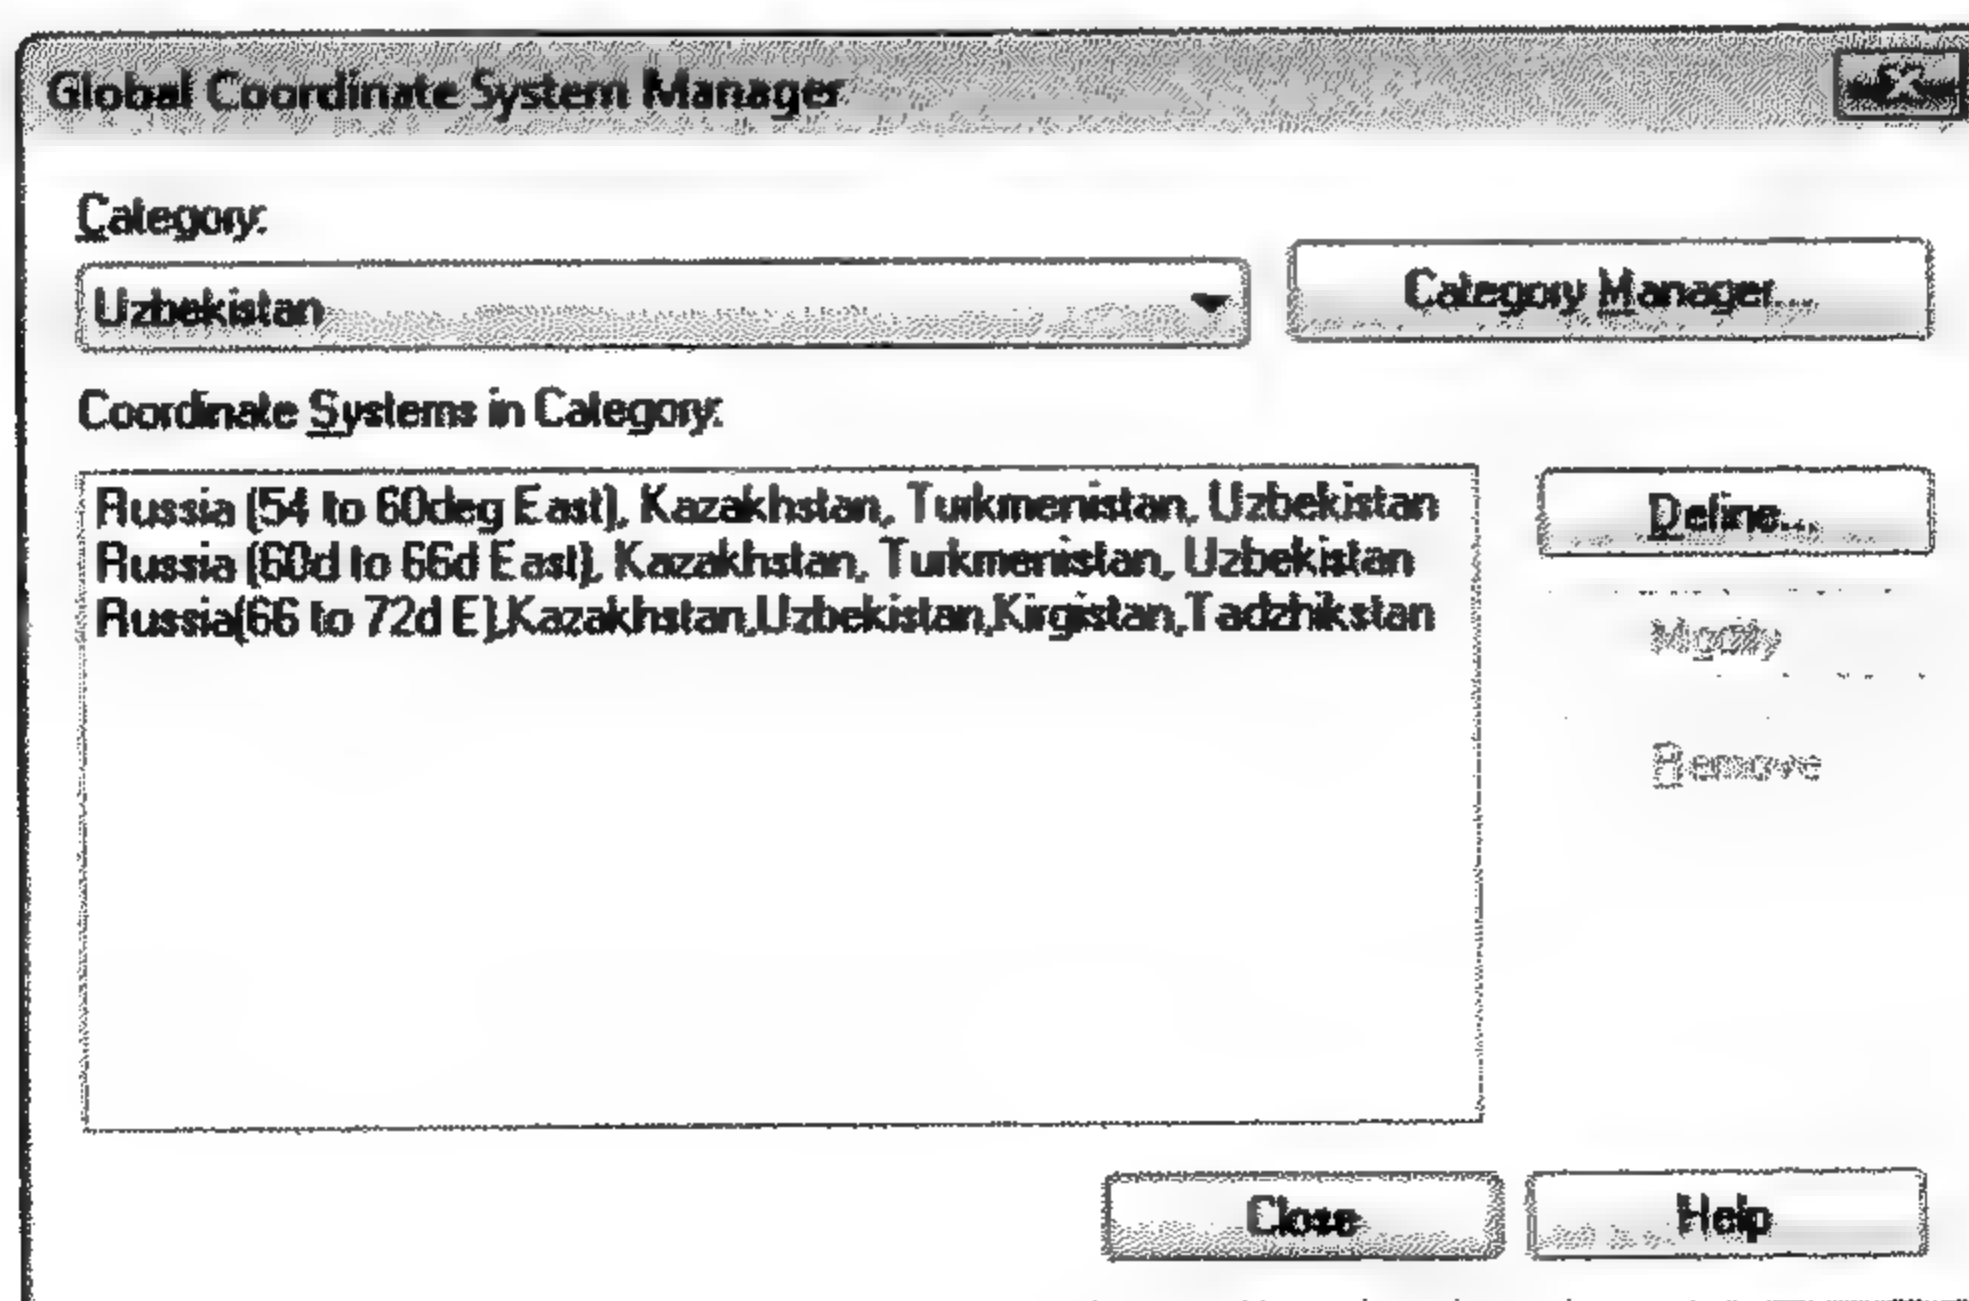 Global Coordinate System Manager
Category:
Uzbekistan
Category Manager...
Coordinate Systems in Category:
Russia (54 to 60deg East), Kazakhstan, Turkmenistan, Uzbekistan
Russia (60d to 66d East), Kazakhstan, Turkmenistan, Uzbekistan
Russia(66 to 72d E),Kazakhstan,Uzbekistan,Kirgistan,Tadzhikstan
Define...
Modify
Remove
Close
Help